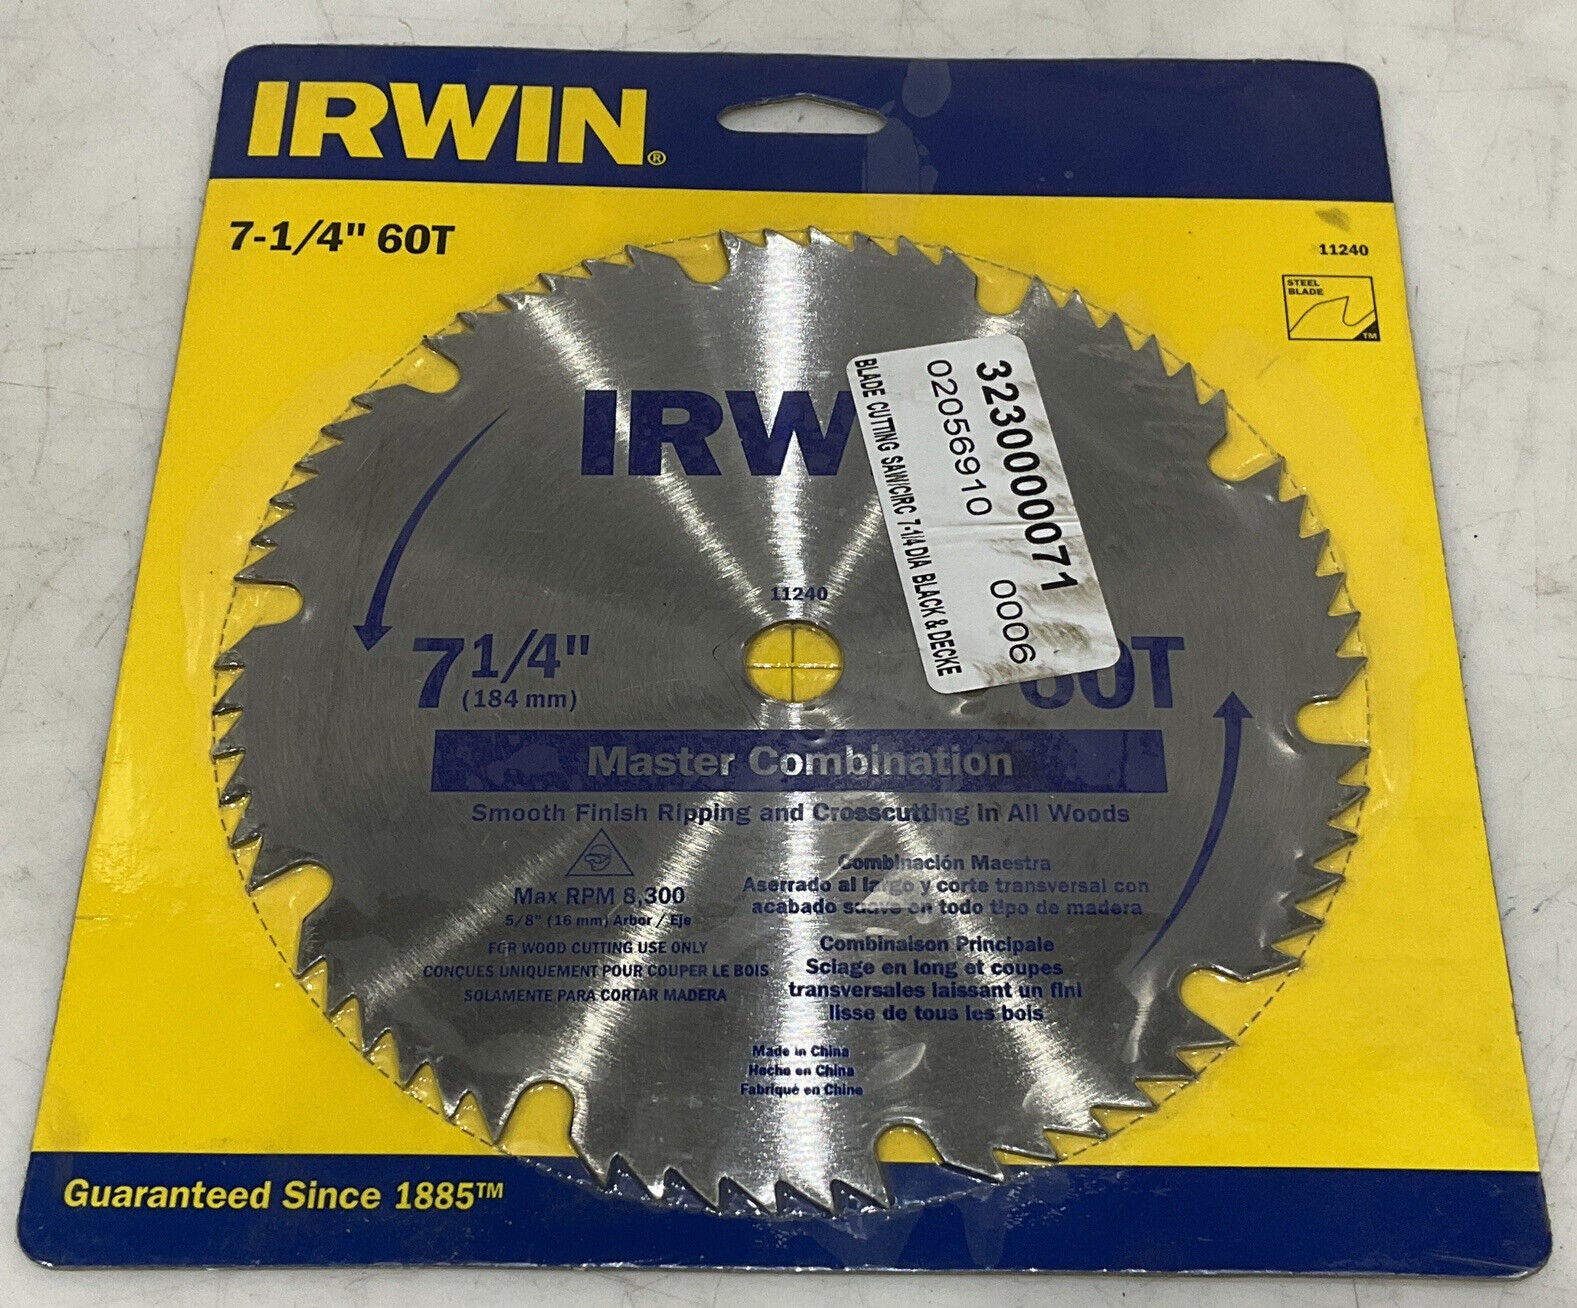 IRWIN®
7-1/4" 60T
11240
STEEL
BLADE
TM
IRW
3230000071
02056910 0006
BLADE CUTTING SAW/CIRC 7-1/4 DIA BLACK & DECKE
11240
7 1/4"
(184 mm)
60T
Master Combination
Smooth Finish Ripping and Crosscutting in All Woods
Max RPM 8,300
5/8" (16 mm) Arbor / Eje
FOR WOOD CUTTING USE ONLY
CONÇUES UNIQUEMENT POUR COUPER LE BOIS
SOLAMENTE PARA CORTAR MADERA
Combinación Maestra
Aserrado al largo y corte transversal con
acabado suave en todo tipo de madera
Combinaison Principale
Sciage en long et coupes
transversales laissant un fini
lisse de tous les bois
Made in China
Hecho en China
Fabriqué en Chine
Guaranteed Since 1885™